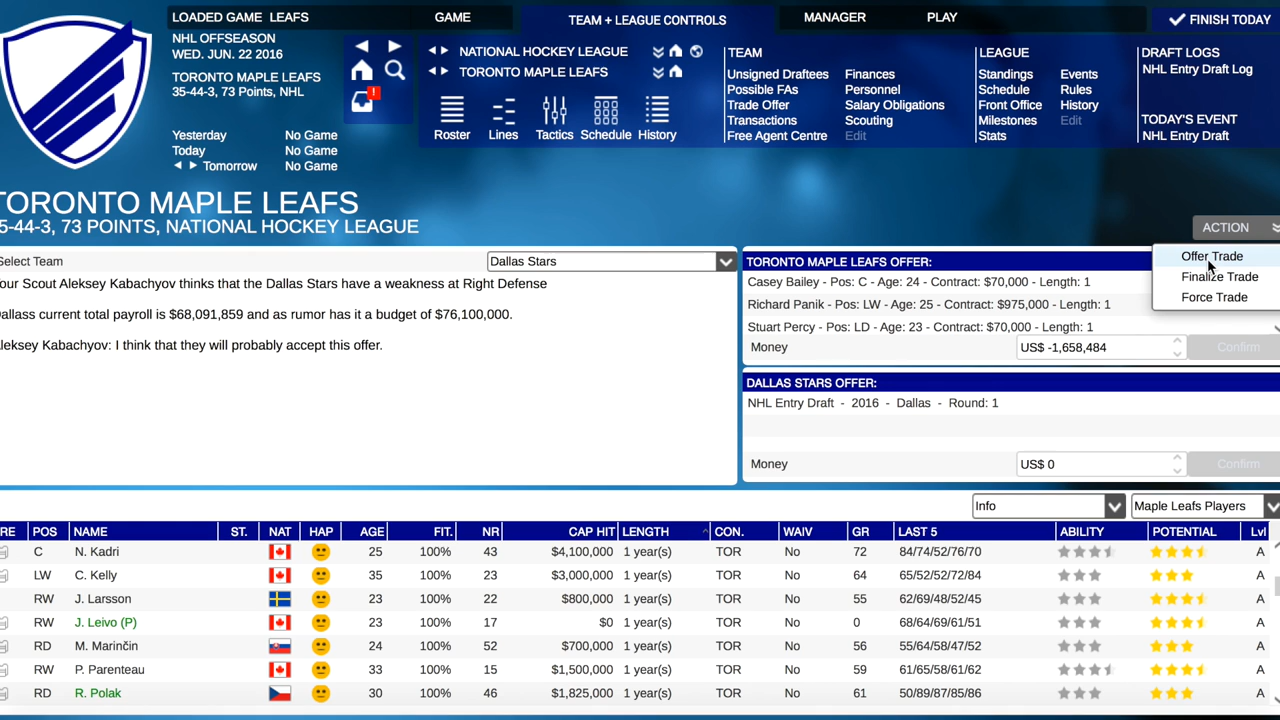 LOADED GAME LEAFS
GAME
TEAM + LEAGUE CONTROLS
MANAGER
PLAY
FINISH TODAY
NHL OFFSEASON
WED. JUN. 22 2016
TORONTO MAPLE LEAFS
35-44-3, 73 Points, NHL
Yesterday No Game
Today No Game
Tomorrow No Game
!
NATIONAL HOCKEY LEAGUE
TORONTO MAPLE LEAFS
Roster Lines Tactics Schedule History
TEAM
Unsigned Draftees Finances
Possible FAs Personnel
Trade Offer Salary Obligations
Transactions Scouting
Free Agent Centre Edit
LEAGUE
Standings Events
Schedule Rules
Front Office History
Milestones Edit
Stats
DRAFT LOGS
NHL Entry Draft Log
TODAY'S EVENT
NHL Entry Draft
TORONTO MAPLE LEAFS
5-44-3, 73 POINTS, NATIONAL HOCKEY LEAGUE
ACTION
Offer Trade
Finalize Trade
Force Trade
Select Team Dallas Stars
our Scout Aleksey Kabachyov thinks that the Dallas Stars have a weakness at Right Defense
allass current total payroll is $68,091,859 and as rumor has it a budget of $76,100,000.
leksey Kabachyov: I think that they will probably accept this offer.
TORONTO MAPLE LEAFS OFFER:
Casey Bailey - Pos: C - Age: 24 - Contract: $70,000 - Length: 1
Richard Panik - Pos: LW - Age: 25 - Contract: $975,000 - Length: 1
Stuart Percy - Pos: LD - Age: 23 - Contract: $70,000 - Length: 1
Money US$ -1,658,484 Confirm
DALLAS STARS OFFER:
NHL Entry Draft - 2016 - Dallas - Round: 1
Money US$ 0 Confirm
Info Maple Leafs Players
RE POS NAME ST. NAT HAP AGE FIT. NR CAP HIT LENGTH CON. WAIV GR LAST 5 ABILITY POTENTIAL Lvl
C N. Kadri 25 100% 43 $4,100,000 1 year(s) TOR No 72 84/74/52/76/70 A
LW C. Kelly 35 100% 23 $3,000,000 1 year(s) TOR No 64 65/52/52/72/84 A
RW J. Larsson 23 100% 22 $800,000 1 year(s) TOR No 55 62/69/48/52/45 A
RW J. Leivo (P) 23 100% 17 $0 1 year(s) TOR No 0 68/64/69/61/51 A
RD M. Marinčin 24 100% 52 $700,000 1 year(s) TOR No 56 55/64/58/47/52 A
RW P. Parenteau 33 100% 15 $1,500,000 1 year(s) TOR No 59 61/65/58/61/62 A
RD R. Polak 30 100% 46 $1,825,000 1 year(s) TOR No 61 50/89/87/85/86 A